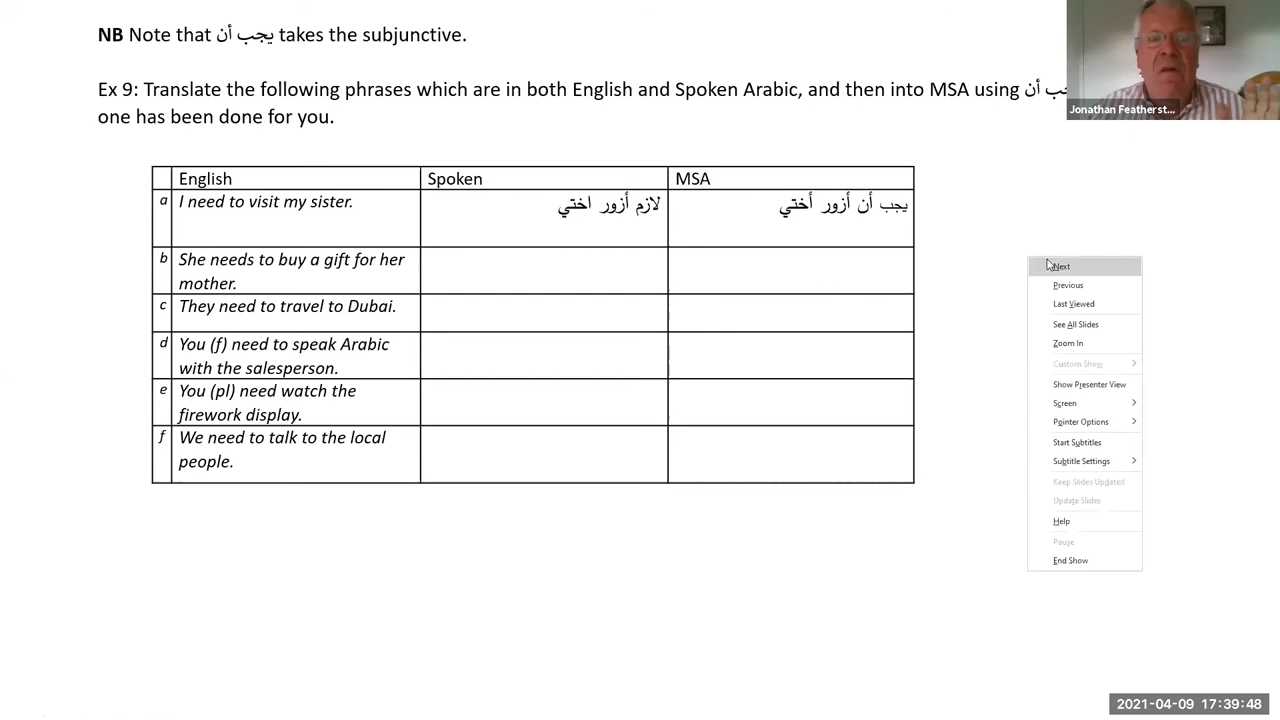 NB Note that يجب أن takes the subjunctive.
Ex 9: Translate the following phrases which are in both English and Spoken Arabic, and then into MSA using جب أن
one has been done for you.
English Spoken MSA
a I need to visit my sister. لازم أزور اختي يجب أن أزور أختي
b She needs to buy a gift for her
mother.
c They need to travel to Dubai.
d You (f) need to speak Arabic
with the salesperson.
e You (pl) need watch the
firework display.
f We need to talk to the local
people.
Jonathan Featherst...
Next
Previous
Last Viewed
See All Slides
Zoom In
Custom Show
Show Presenter View
Screen
Pointer Options
Start Subtitles
Subtitle Settings
Keep Slides Updated
Update Slides
Help
Pause
End Show
2021-04-09 17:39:48